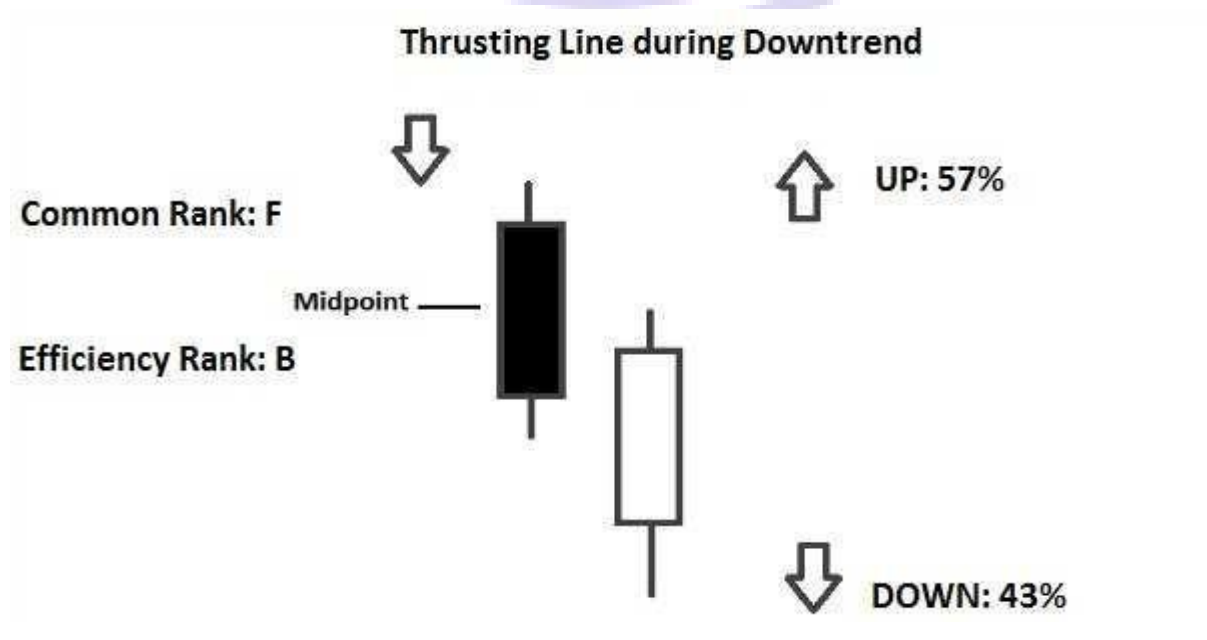 Thrusting Line during Downtrend
UP: 57%
Common Rank: F
Midpoint
Efficiency Rank: B
DOWN: 43%